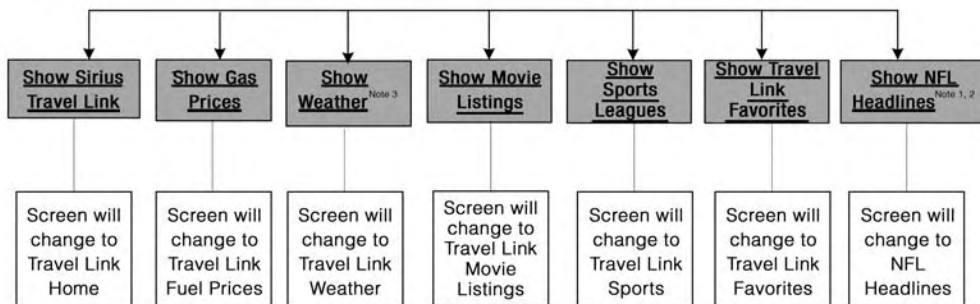 Show Sirius
Travel Link
Show Gas
Prices
Show
Weather Note 3
Show Movie
Listings
Show
Sports
Leagues
Show Travel
Link
Favorites
Show NFL
Headlines Note 1, 2
Screen will
change to
Travel Link
Home
Screen will
change to
Travel Link
Fuel Prices
Screen will
change to
Travel Link
Weather
Screen will
change to
Travel Link
Movie
Listings
Screen will
change to
Travel Link
Sports
Screen will
change to
Travel Link
Favorites
Screen will
change to
NFL
Headlines